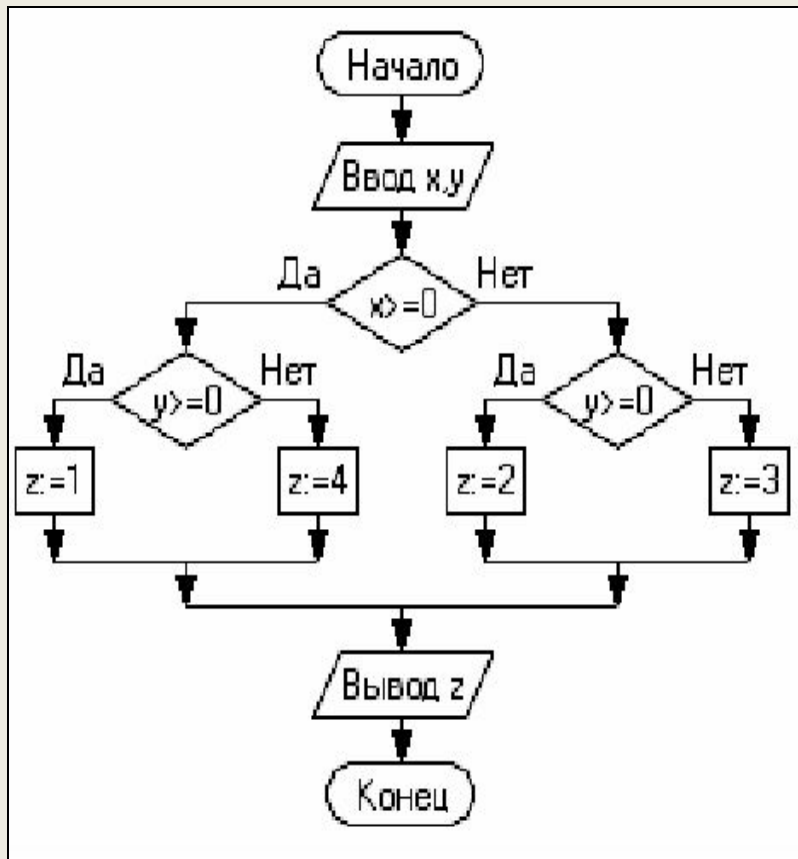 Начало
Ввод x,y
Да
Нет
x>=0
Да
Нет
Да
Нет
y>=0
y>=0
z:=1
z:=4
z:=2
z:=3
Вывод z
Конец